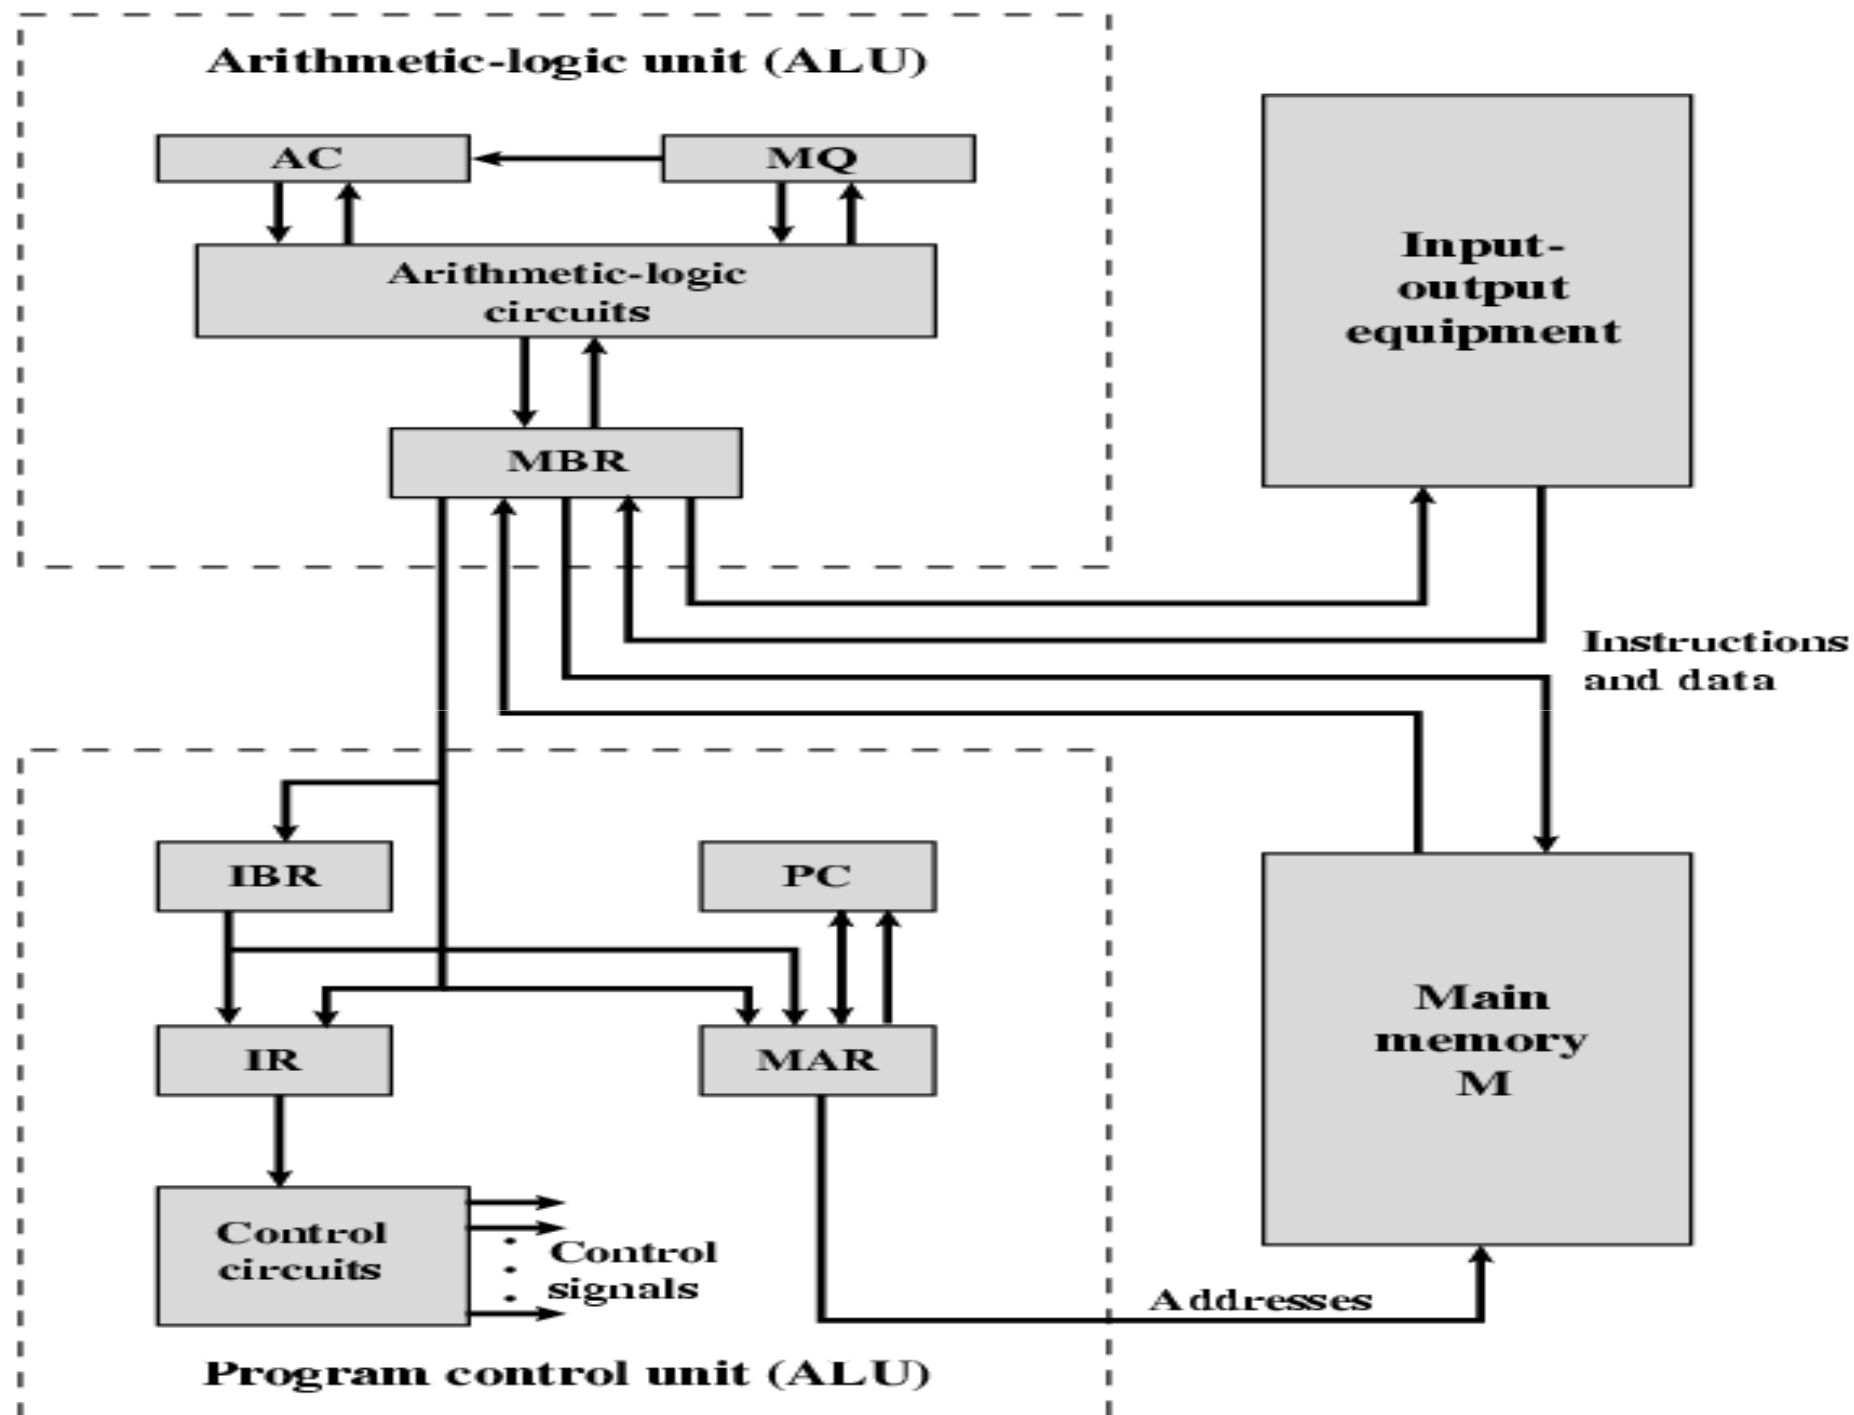 Arithmetic-logic unit (ALU)
AC
MQ
Arithmetic-logic
circuits
MBR
Input-
output
equipment
Instructions
and data
IBR
PC
IR
MAR
Main
memory
M
Control
circuits
Control
signals
Addresses
Program control unit (ALU)